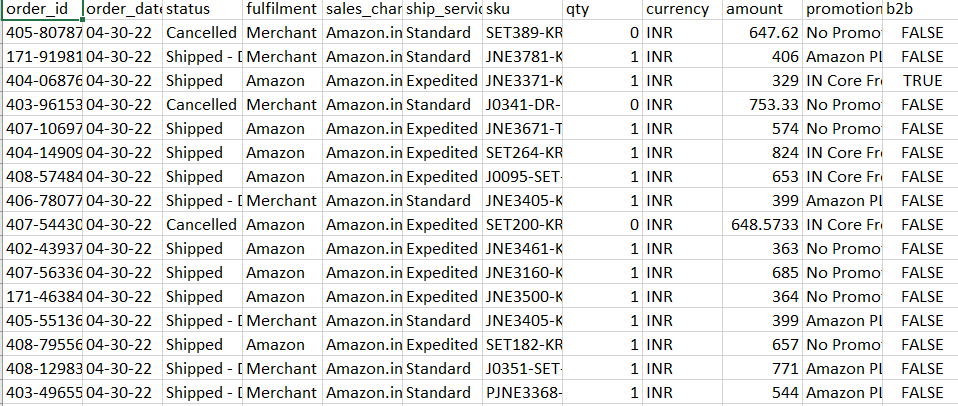 order_id order_date status fulfilment sales_chan ship_servic sku qty currency amount promotion b2b
405-80787 04-30-22 Cancelled Merchant Amazon.in Standard SET389-KR 0 INR 647.62 No Promo FALSE
171-91981 04-30-22 Shipped - D Merchant Amazon.in Standard JNE3781-K 1 INR 406 Amazon PL FALSE
404-06876 04-30-22 Shipped Amazon Amazon.in Expedited JNE3371-K 1 INR 329 IN Core Fre TRUE
403-96153 04-30-22 Cancelled Merchant Amazon.in Standard J0341-DR- 0 INR 753.33 No Promo FALSE
407-10697 04-30-22 Shipped Amazon Amazon.in Expedited JNE3671-T 1 INR 574 No Promo FALSE
404-14909 04-30-22 Shipped Amazon Amazon.in Expedited SET264-KR 1 INR 824 IN Core Fre FALSE
408-57484 04-30-22 Shipped Amazon Amazon.in Expedited J0095-SET- 1 INR 653 IN Core Fre FALSE
406-78077 04-30-22 Shipped - D Merchant Amazon.in Standard JNE3405-K 1 INR 399 Amazon PL FALSE
407-54430 04-30-22 Cancelled Amazon Amazon.in Expedited SET200-KR 0 INR 648.5733 IN Core Fre FALSE
402-43937 04-30-22 Shipped Amazon Amazon.in Expedited JNE3461-K 1 INR 363 No Promo FALSE
407-56336 04-30-22 Shipped Amazon Amazon.in Expedited JNE3160-K 1 INR 685 No Promo FALSE
171-46384 04-30-22 Shipped Amazon Amazon.in Expedited JNE3500-K 1 INR 364 No Promo FALSE
405-55136 04-30-22 Shipped - D Merchant Amazon.in Standard JNE3405-K 1 INR 399 Amazon PL FALSE
408-79556 04-30-22 Shipped Amazon Amazon.in Expedited SET182-KR 1 INR 657 No Promo FALSE
408-12983 04-30-22 Shipped - D Merchant Amazon.in Standard J0351-SET- 1 INR 771 Amazon PL FALSE
403-49655 04-30-22 Shipped - D Merchant Amazon.in Standard PJNE3368- 1 INR 544 Amazon PL FALSE